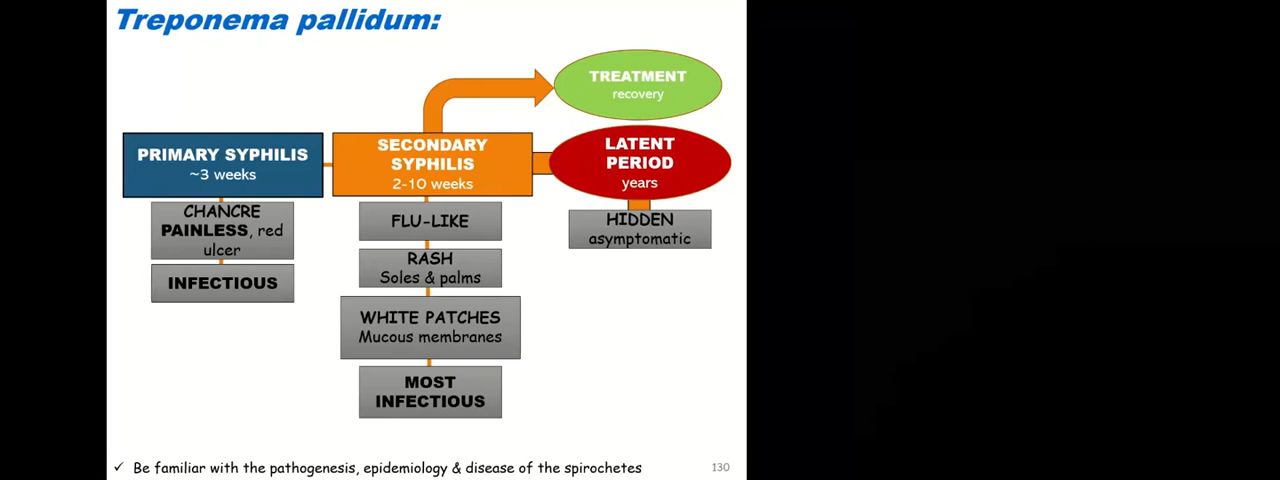 Treponema pallidum:
TREATMENT
recovery
PRIMARY SYPHILIS
~3 weeks
SECONDARY
SYPHILIS
2-10 weeks
LATENT
PERIOD
years
CHANCRE
PAINLESS, red
ulcer
INFECTIOUS
FLU-LIKE
RASH
Soles & palms
WHITE PATCHES
Mucous membranes
MOST
INFECTIOUS
HIDDEN
asymptomatic
✓ Be familiar with the pathogenesis, epidemiology & disease of the spirochetes
130